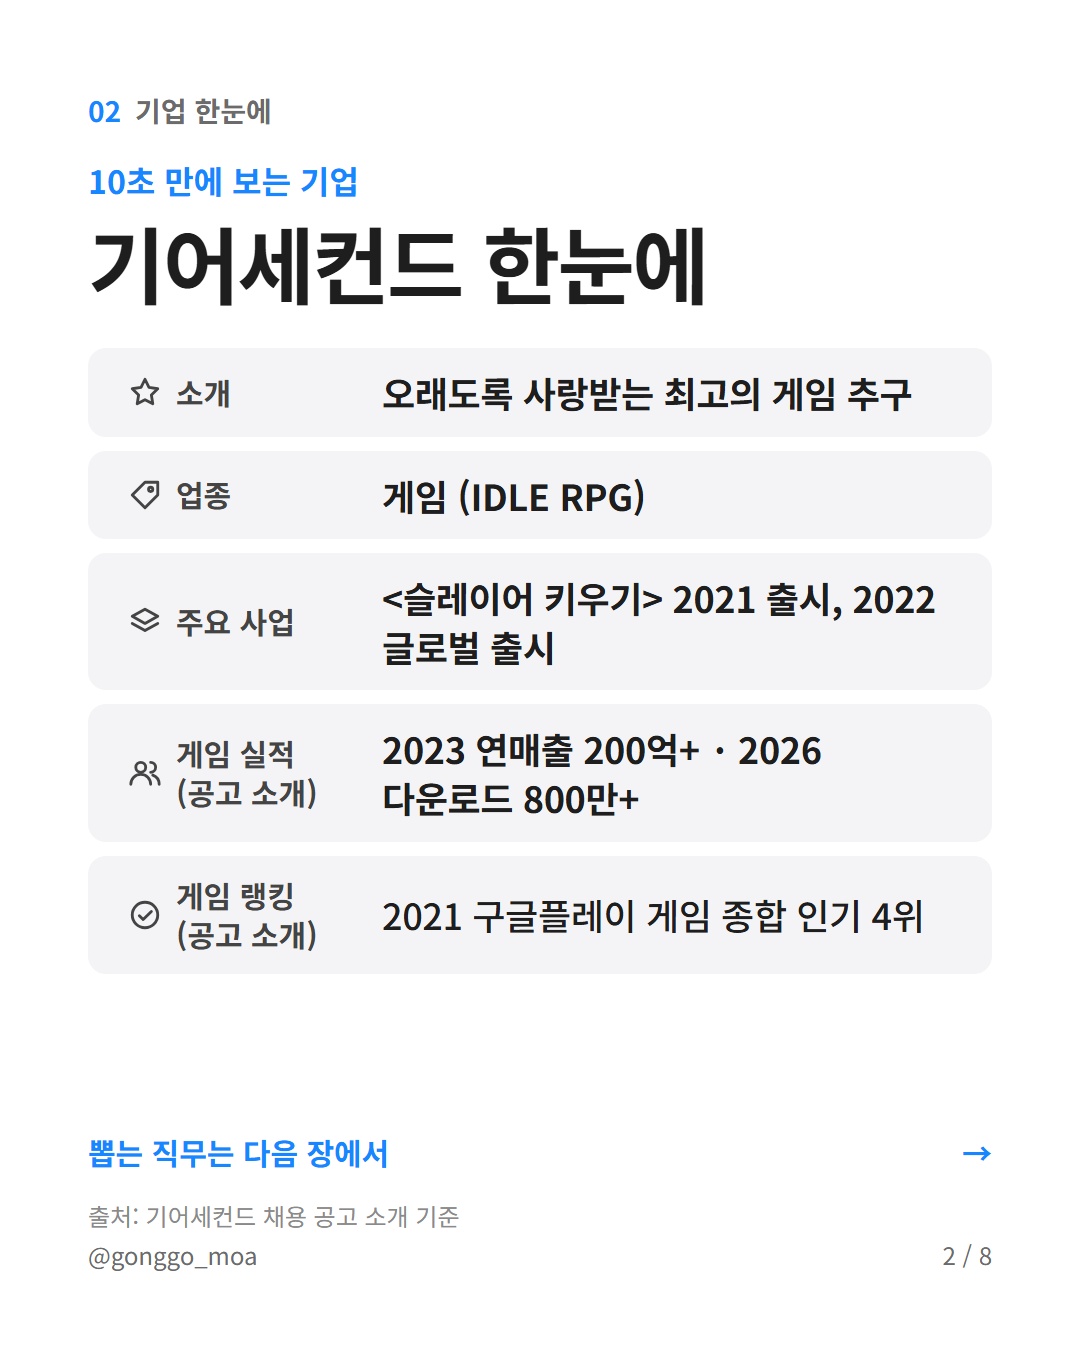 02 기업 한눈에
10초 만에 보는 기업
기어세컨드 한눈에
소개
오래도록 사랑받는 최고의 게임 추구
업종
게임 (IDLE RPG)
주요 사업
<슬레이어 키우기> 2021 출시, 2022
글로벌 출시
게임 실적
(공고 소개)
2023 연매출 200억+ · 2026
다운로드 800만+
게임 랭킹
(공고 소개)
2021 구글플레이 게임 종합 인기 4위
뽑는 직무는 다음 장에서 →
출처: 기어세컨드 채용 공고 소개 기준
@gonggo_moa
2 / 8